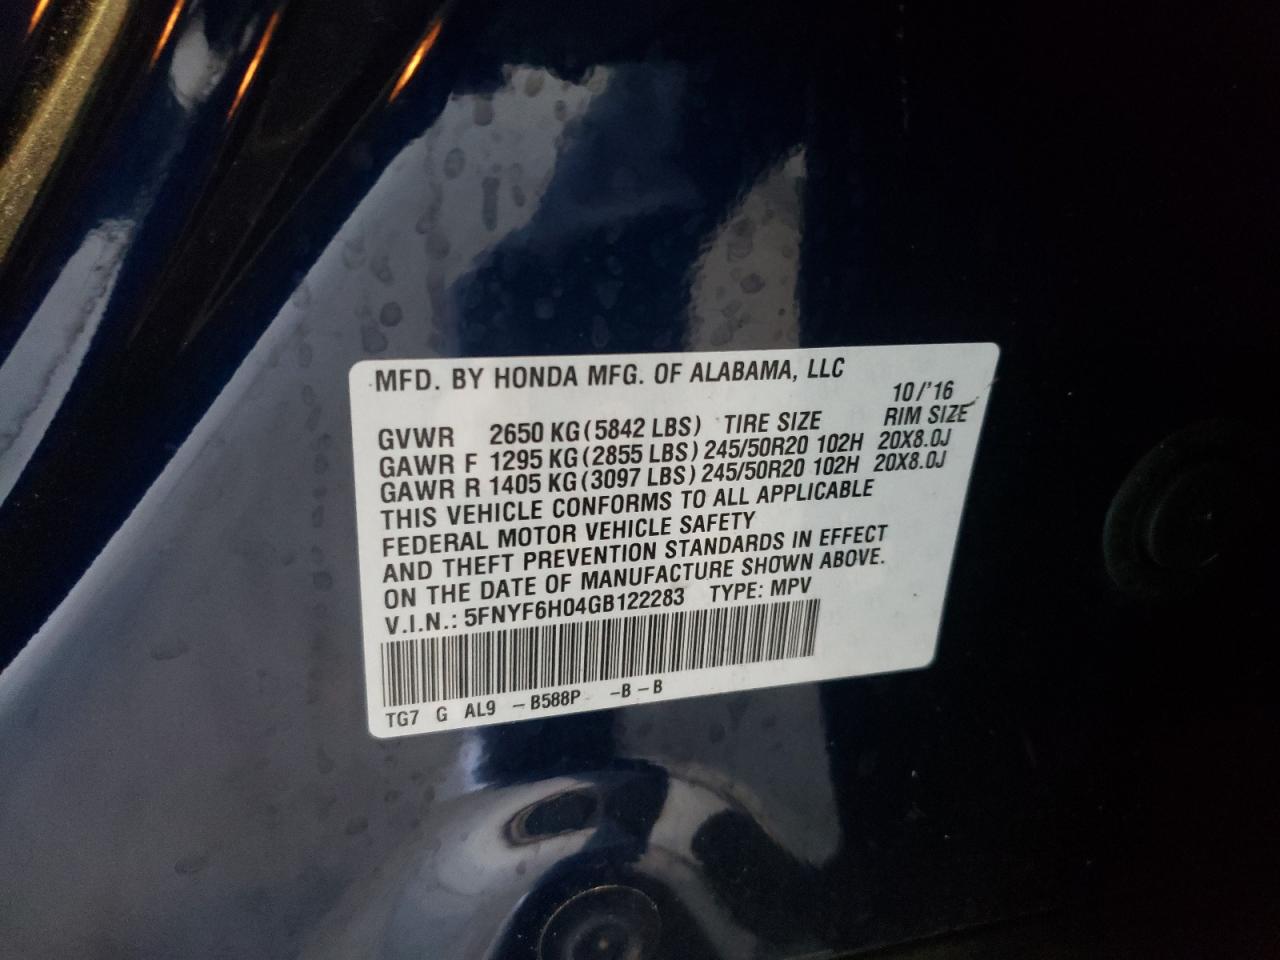 MFD. BY HONDA MFG. OF ALABAMA, LLC
10/'16
GVWR 2650 KG (5842 LBS) TIRE SIZE RIM SIZE
GAWR F 1295 KG (2855 LBS) 245/50R20 102H 20X8.0J
GAWR R 1405 KG (3097 LBS) 245/50R20 102H 20X8.0J
THIS VEHICLE CONFORMS TO ALL APPLICABLE
FEDERAL MOTOR VEHICLE SAFETY
AND THEFT PREVENTION STANDARDS IN EFFECT
ON THE DATE OF MANUFACTURE SHOWN ABOVE.
V.I.N.: 5FNYF6H04GB122283 TYPE: MPV
TG7 G AL9 - B588P -B - B